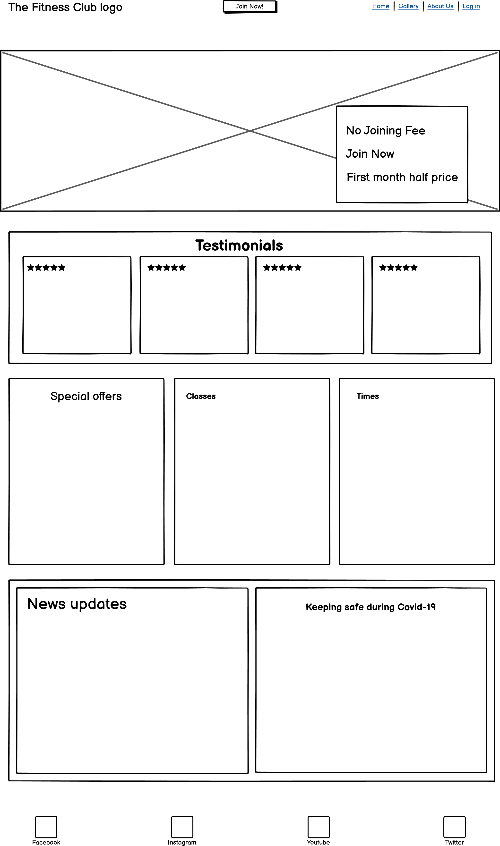 The Fitness Club logo
Join Now!
Home | Gallery | About Us | Log in
No Joining Fee
Join Now
First month half price
Testimonials
★★★★★ ★★★★★ ★★★★★ ★★★★★
Special offers
Classes
Times
News updates
Keeping safe during Covid-19
Facebook
Instagram
Youtube
Twitter